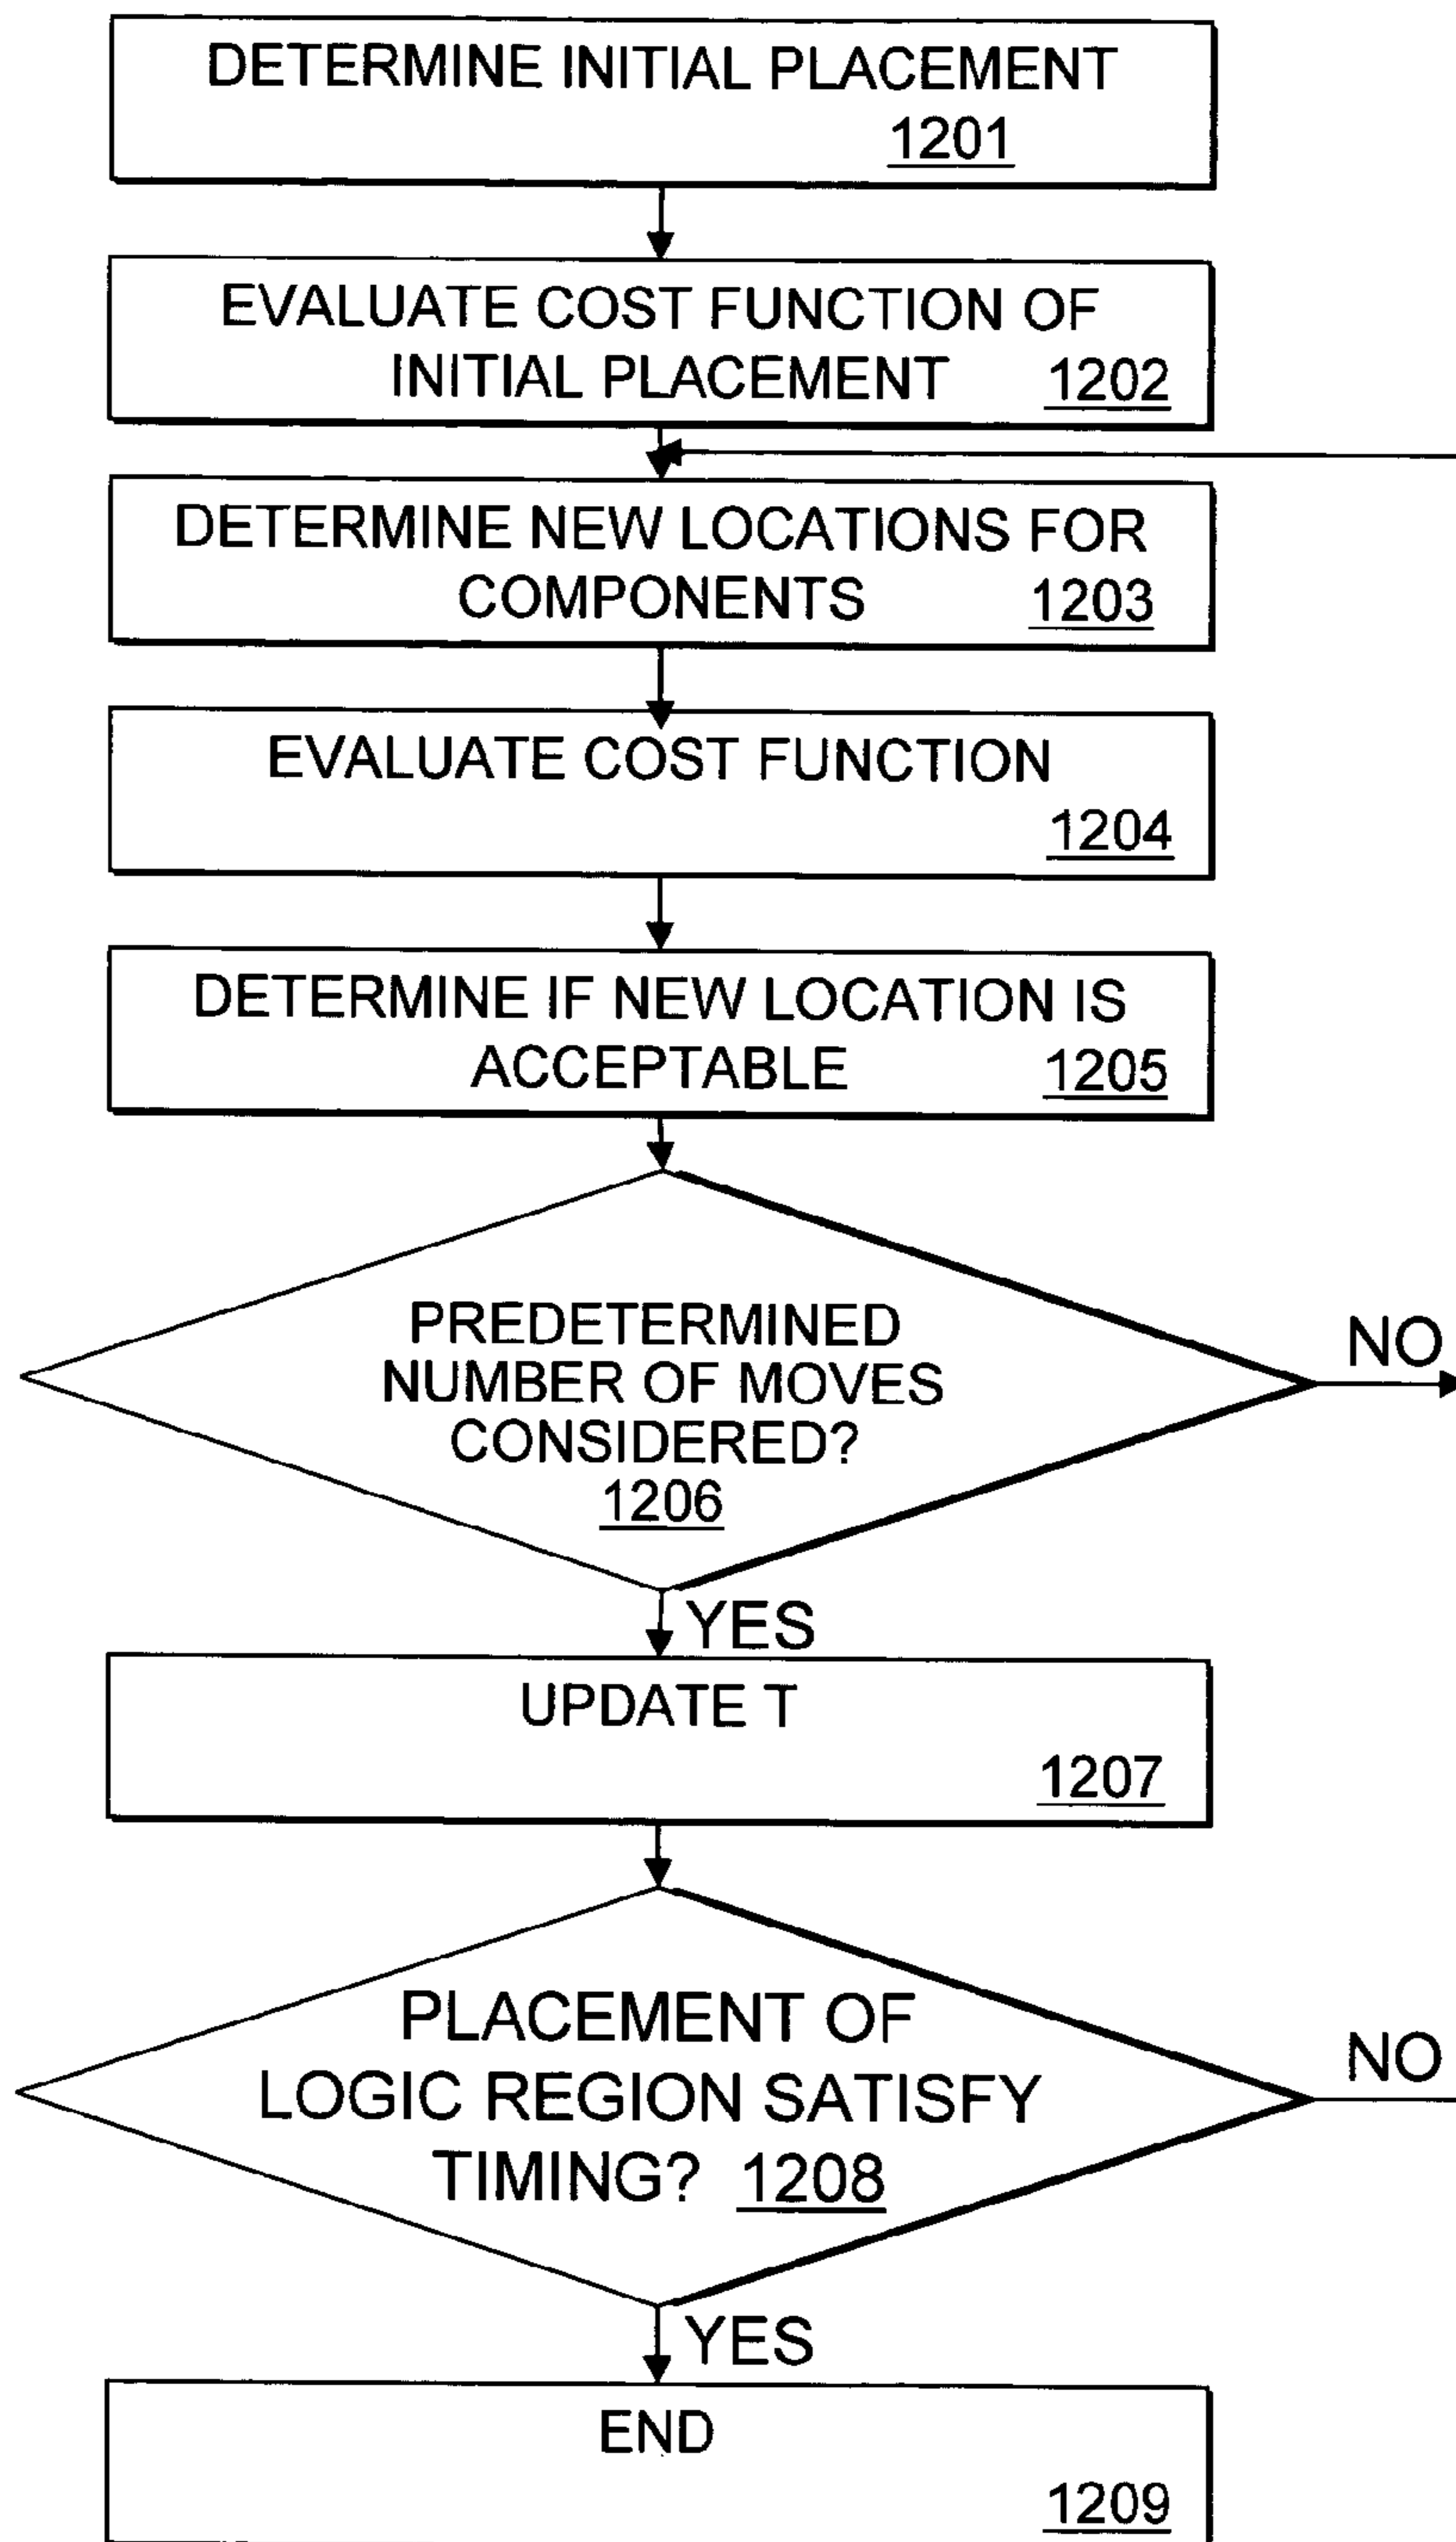 DETERMINE INITIAL PLACEMENT
1201
EVALUATE COST FUNCTION OF
INITIAL PLACEMENT 1202
DETERMINE NEW LOCATIONS FOR
COMPONENTS 1203
EVALUATE COST FUNCTION
1204
DETERMINE IF NEW LOCATION IS
ACCEPTABLE 1205
PREDETERMINED
NUMBER OF MOVES
CONSIDERED?
1206
NO
YES
UPDATE T
1207
PLACEMENT OF
LOGIC REGION SATISFY
TIMING? 1208
NO
YES
END
1209